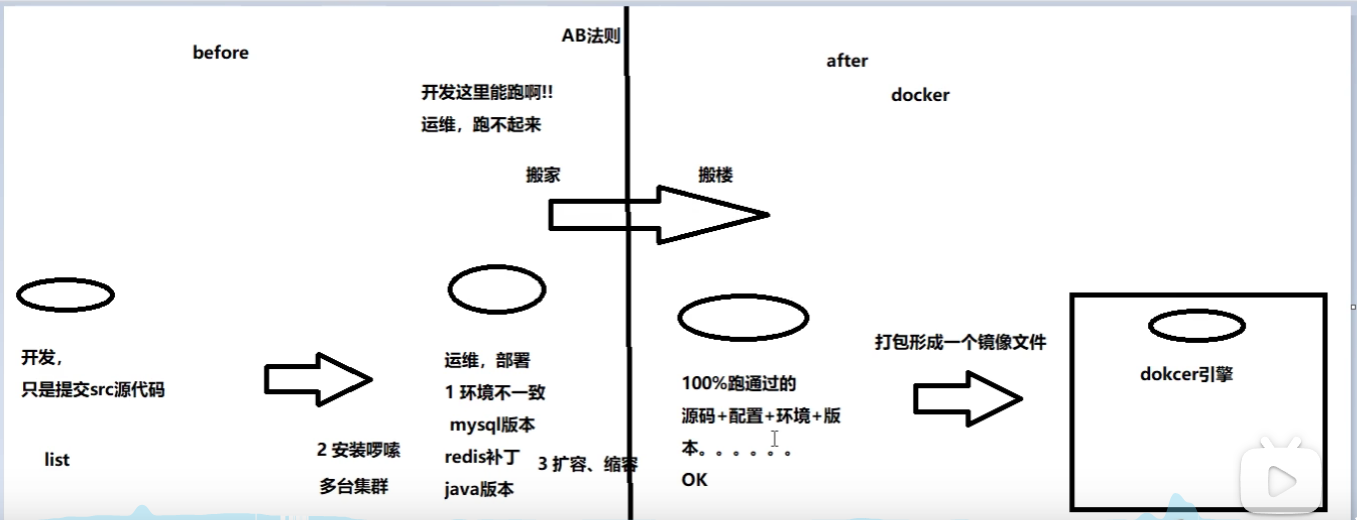 before
AB法则
开发这里能跑啊!!
运维，跑不起来
搬家
开发，
只是提交src源代码
list
2 安装啰嗦
多台集群
运维，部署
1 环境不一致
mysql版本
redis补丁
java版本
3 扩容、缩容
after
docker
搬楼
100%跑通过的
源码+配置+环境+版
本。。。。。。
OK
打包形成一个镜像文件
dokcer引擎